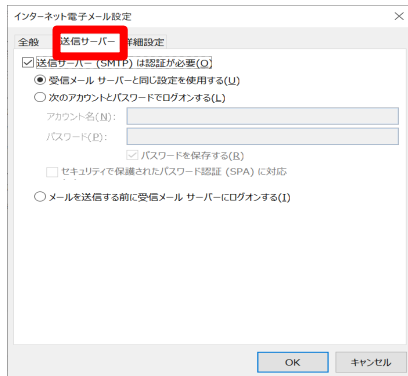 インターネット電子メール設定
全般 送信サーバー 詳細設定
送信サーバー (SMTP) は認証が必要(O)
受信メール サーバーと同じ設定を使用する(U)
次のアカウントとパスワードでログオンする(L)
アカウント名(N):
パスワード(P):
パスワードを保存する(R)
セキュリティで保護されたパスワード認証 (SPA) に対応
メールを送信する前に受信メール サーバーにログオンする(I)
OK キャンセル